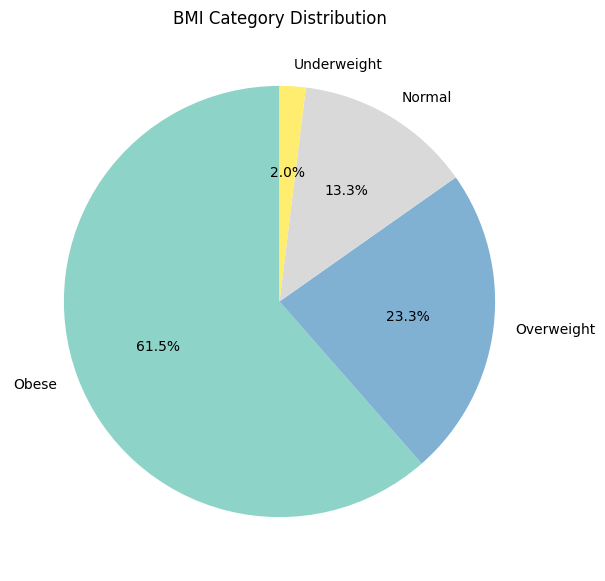 BMI Category Distribution
Underweight
Normal
2.0%
13.3%
23.3%
Overweight
61.5%
Obese